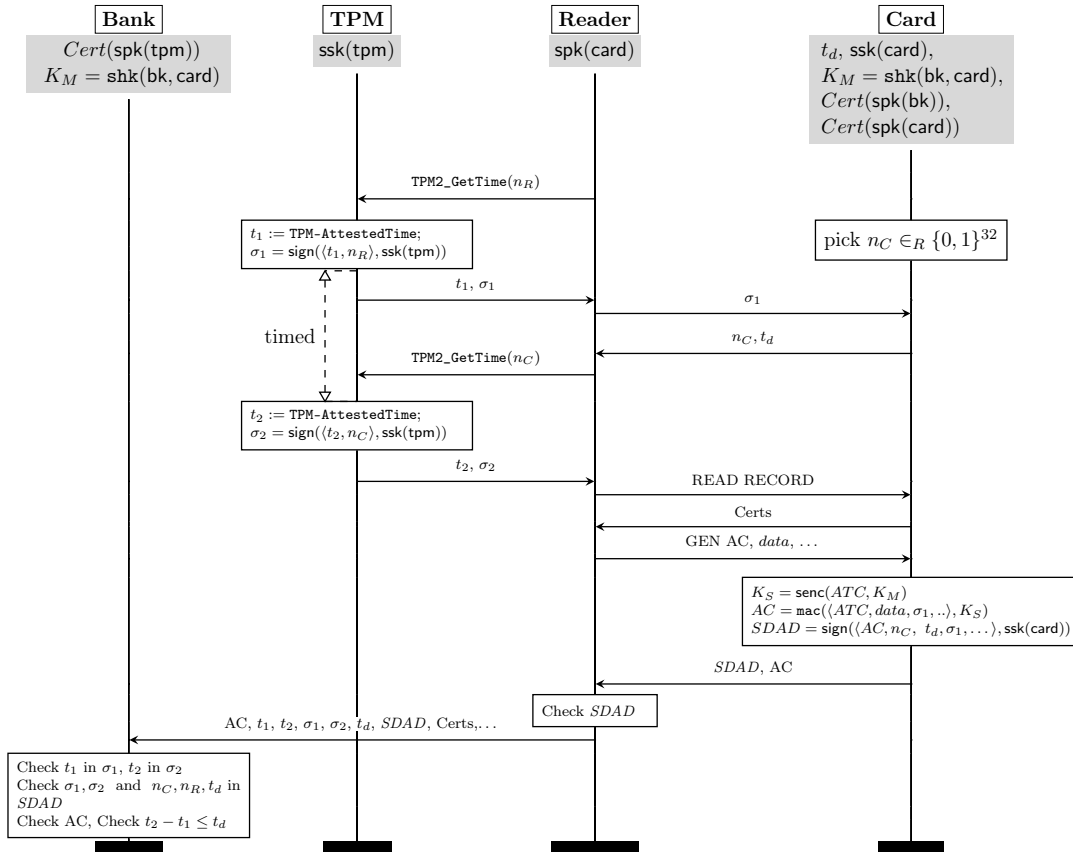 Bank
TPM
Reader
Card
Cert(spk(tpm))
K_M = shk(bk, card)
ssk(tpm)
spk(card)
t_d, ssk(card),
K_M = shk(bk, card),
Cert(spk(bk)),
Cert(spk(card))
TPM2_GetTime(n_R)
t_1 := TPM-AttestedTime;
σ_1 = sign(⟨t_1, n_R⟩, ssk(tpm))
pick n_C ∈_R {0, 1}^32
t_1, σ_1
σ_1
timed
n_C, t_d
TPM2_GetTime(n_C)
t_2 := TPM-AttestedTime;
σ_2 = sign(⟨t_2, n_C⟩, ssk(tpm))
t_2, σ_2
READ RECORD
Certs
GEN AC, data, ...
K_S = senc(ATC, K_M)
AC = mac(⟨ATC, data, σ_1, ..⟩, K_S)
SDAD = sign(⟨AC, n_C, t_d, σ_1, ...⟩, ssk(card))
SDAD, AC
Check SDAD
AC, t_1, t_2, σ_1, σ_2, t_d, SDAD, Certs,...
Check t_1 in σ_1, t_2 in σ_2
Check σ_1, σ_2 and n_C, n_R, t_d in
SDAD
Check AC, Check t_2 − t_1 ≤ t_d